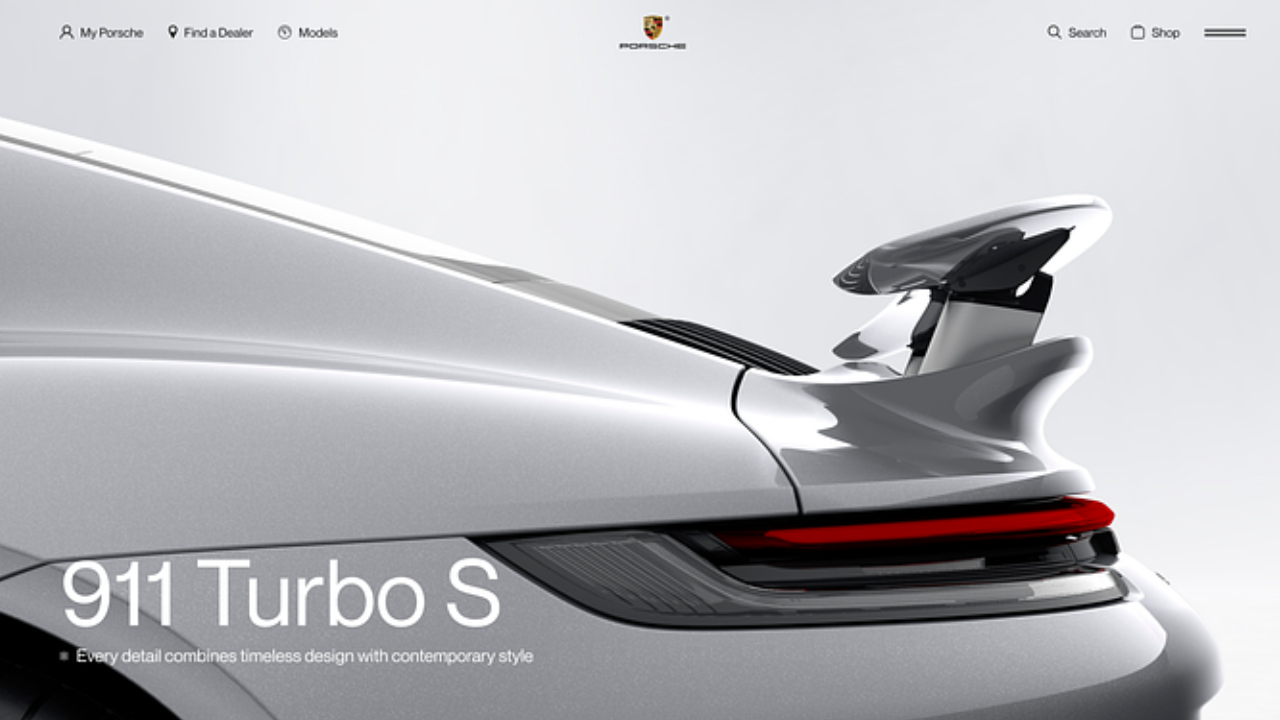 My Porsche
Find a Dealer
Models
PORSCHE
Search
Shop
911 Turbo S
Every detail combines timeless design with contemporary style